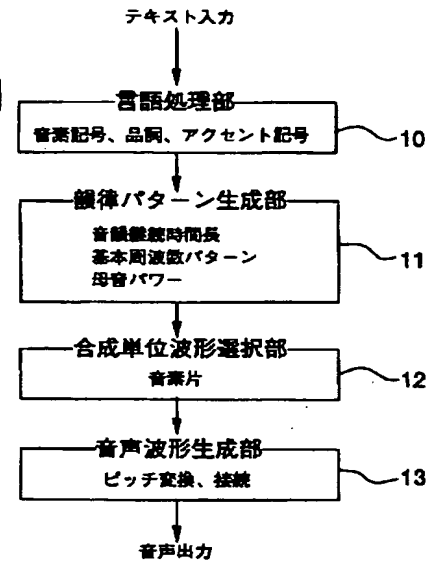 テキスト入力
言語処理部
音素記号、品詞、アクセント記号
10
韻律パターン生成部
音韻継続時間長
基本周波数パターン
母音パワー
11
合成単位波形選択部
音素片
12
音声波形生成部
ピッチ変換、接続
13
音声出力